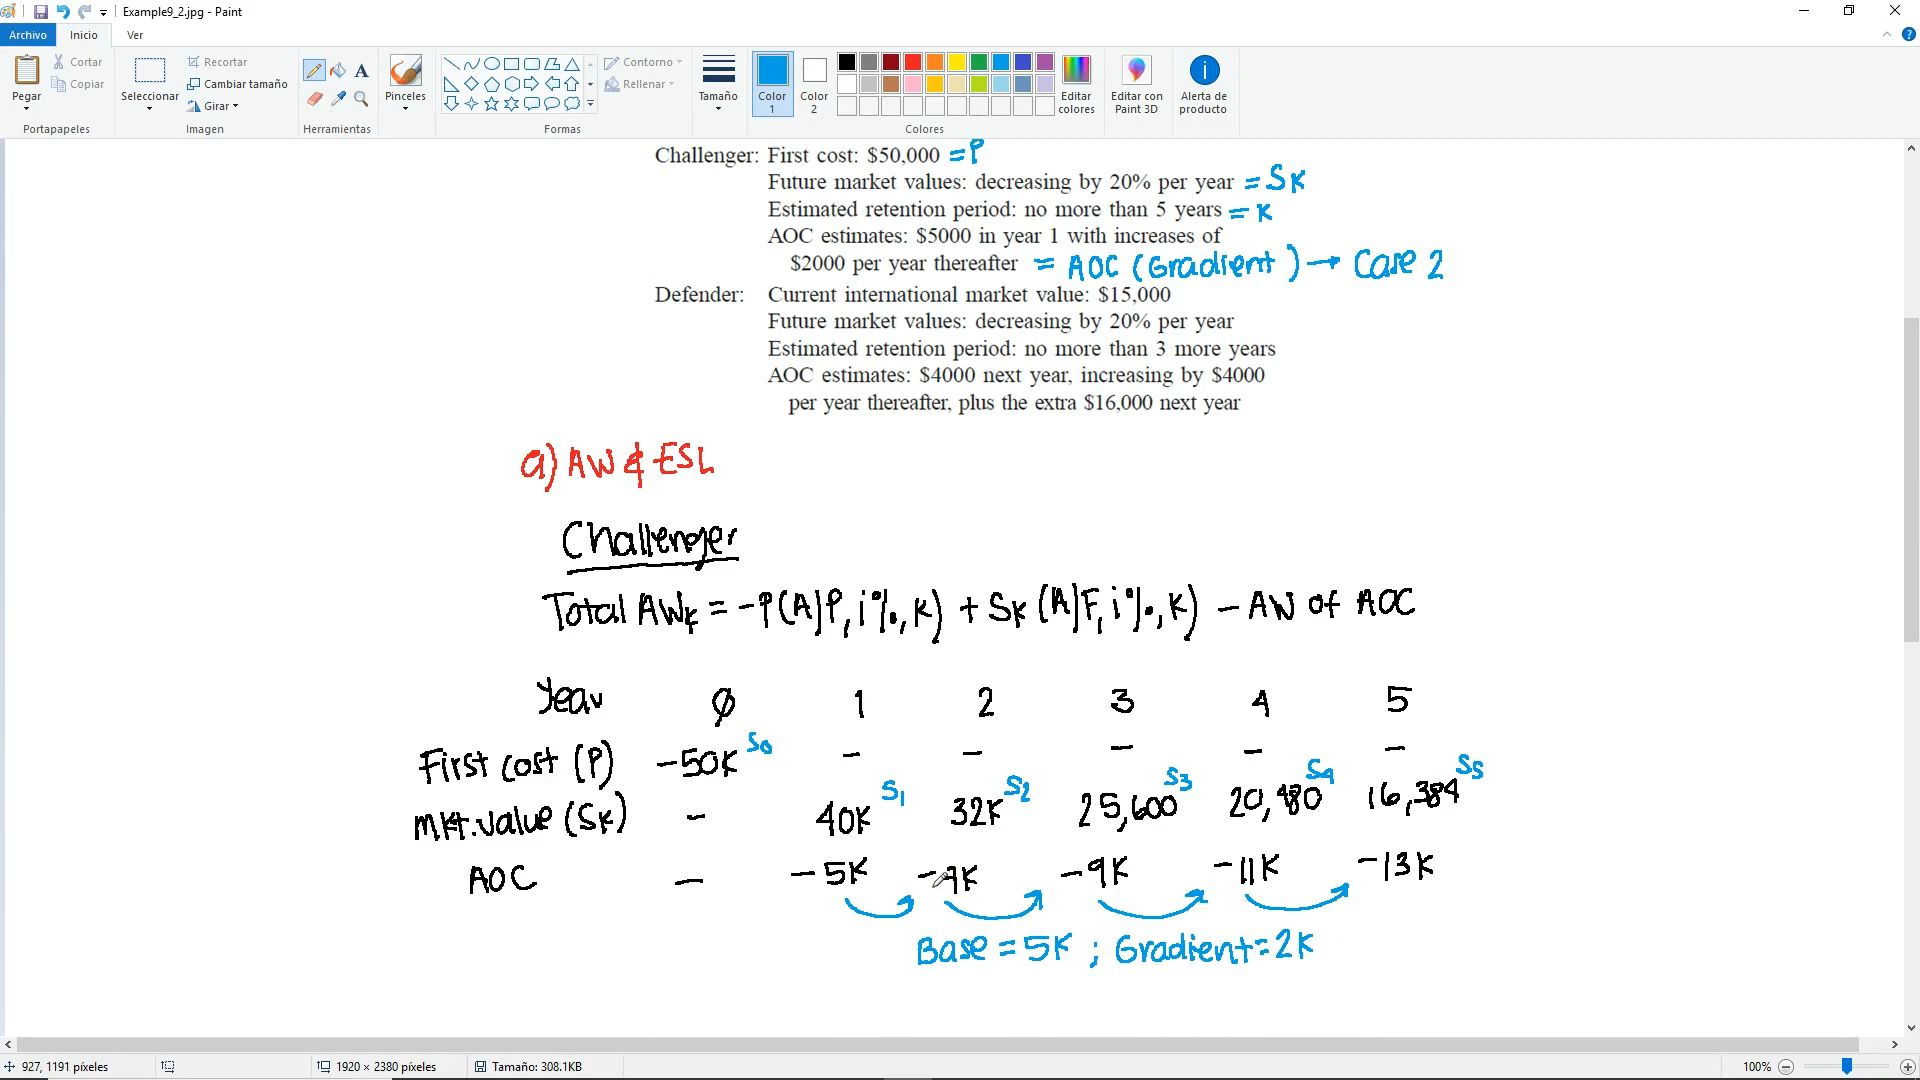 Example9_2.jpg - Paint
Archivo Inicio Ver
Pegar
Cortar
Copiar
Portapapeles
Seleccionar
Recortar
Cambiar tamaño
Girar
Imagen
A
Herramientas
Pinceles
Contorno
Rellenar
Formas
Tamaño
Color 1
Color 2
Editar colores
Colores
Editar con Paint 3D
Alerta de producto
Challenger: First cost: $50,000 = P
Future market values: decreasing by 20% per year = SK
Estimated retention period: no more than 5 years = K
AOC estimates: $5000 in year 1 with increases of
$2000 per year thereafter = AOC (Gradient) → Case 2
Defender: Current international market value: $15,000
Future market values: decreasing by 20% per year
Estimated retention period: no more than 3 more years
AOC estimates: $4000 next year, increasing by $4000
per year thereafter, plus the extra $16,000 next year
a) AW & ESL
Challenger
Total AWk = -P(A|P, i%, K) + SK (A|F, i%, K) - AW of AOC
Year 0 1 2 3 4 5
First cost (P) -50K S0 - - - - -
Mkt. value (SK) - 40K S1 32K S2 25,600 S3 20,480 S4 16,384 S5
AOC - -5K -9K -11K -13K
Base = 5K ; Gradient = 2K
927, 1191 píxeles 1920 × 2380 píxeles Tamaño: 308.1KB 100%